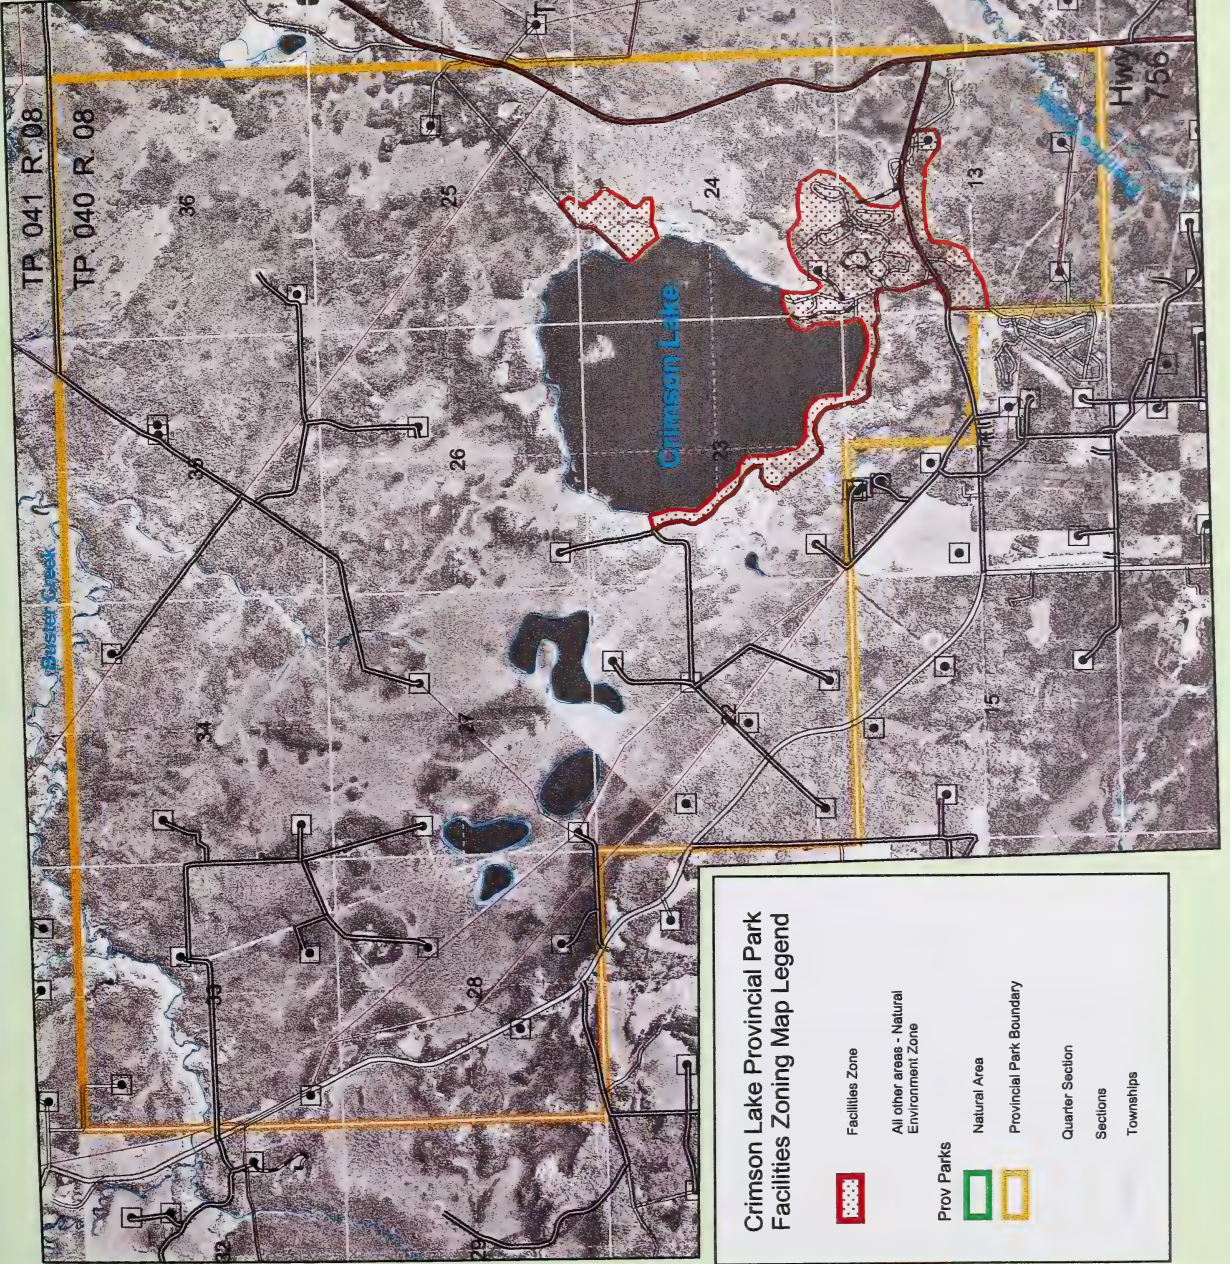 TP 041 R 08
TP 040 R 08
36
25
24
13
Hwy
756
Crimson Lake
35
26
23
Buster Creek
34
27
22
15
33
28
32
29
Crimson Lake Provincial Park
Facilities Zoning Map Legend
Facilities Zone
All other areas - Natural
Environment Zone
Prov Parks
Natural Area
Provincial Park Boundary
Quarter Section
Sections
Townships